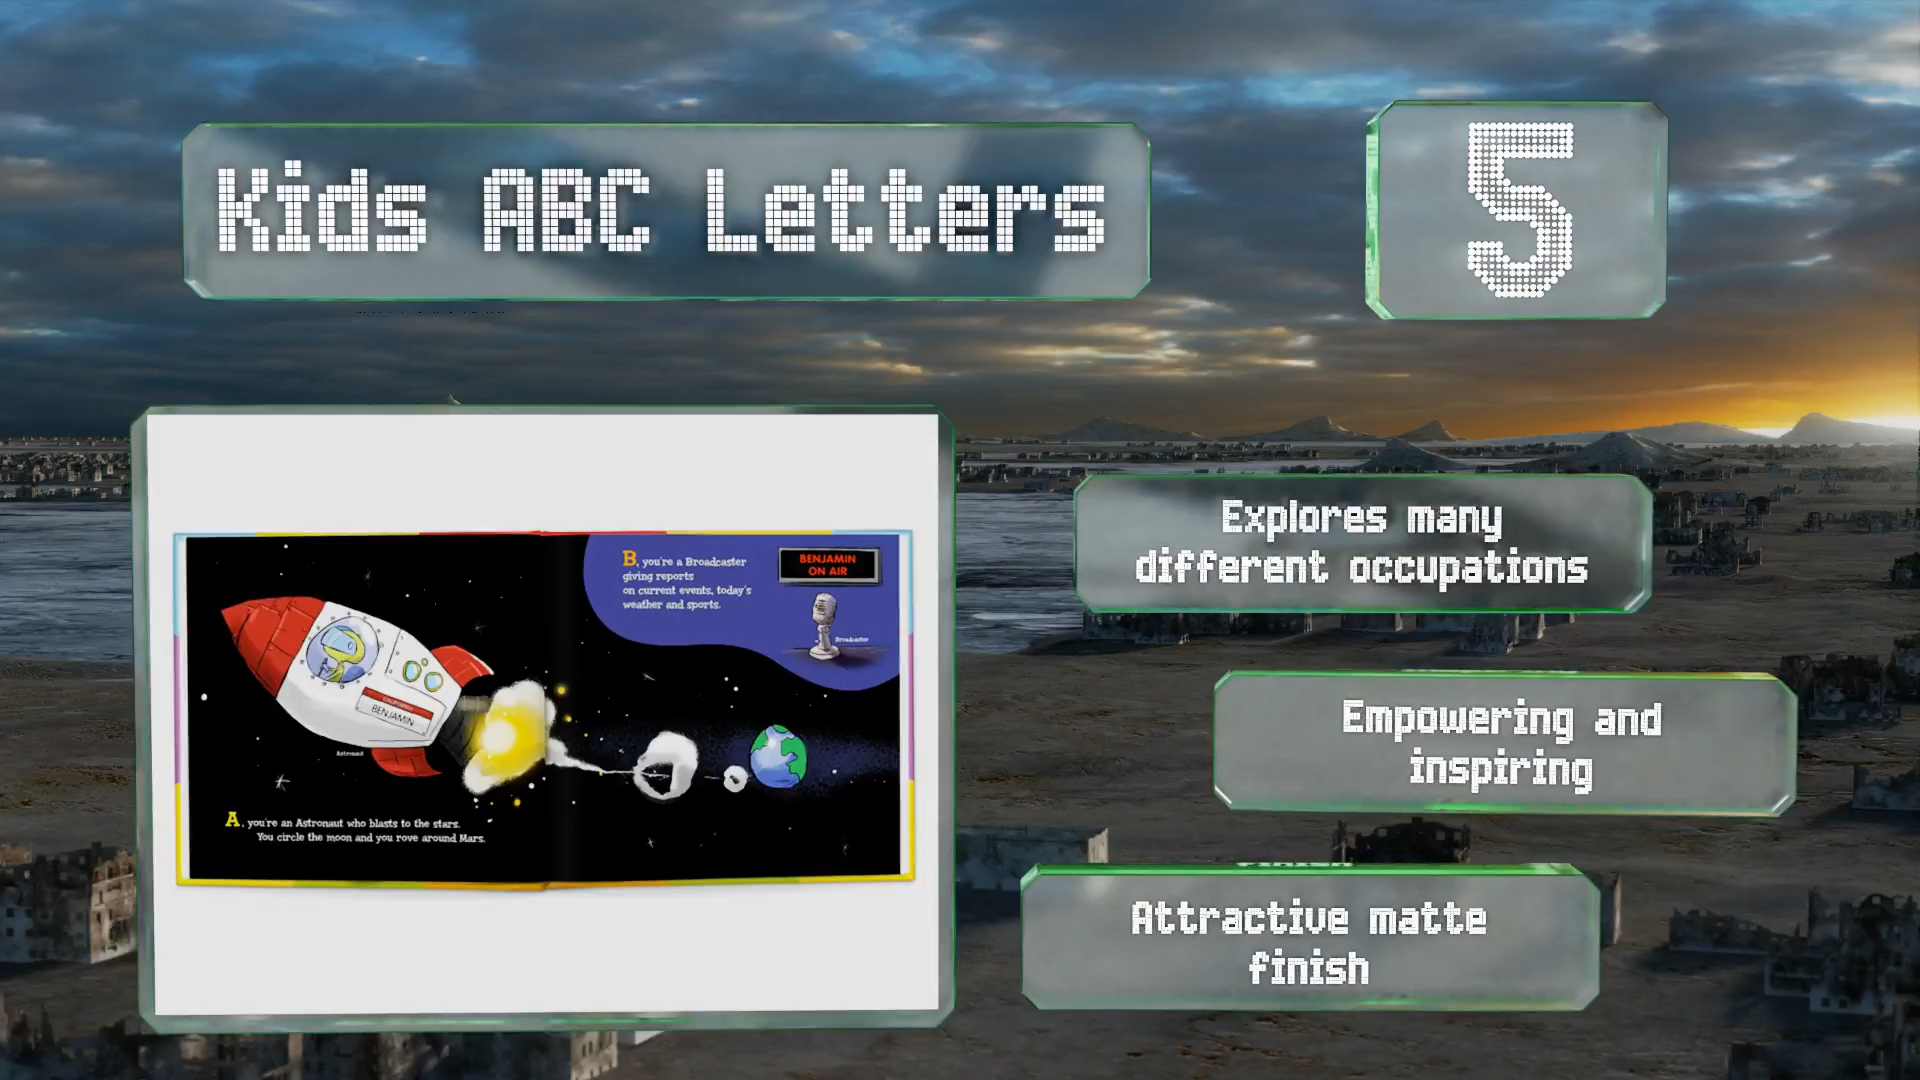 Kids ABC Letters
5
B, you're a Broadcaster
giving reports
on current events, today's
weather and sports.
BENJAMIN
ON AIR
Broadcaster
BENJAMIN
Astronaut
A, you're an Astronaut who blasts to the stars.
You circle the moon and you rove around Mars.
Explores many
different occupations
Empowering and
inspiring
Attractive matte
finish